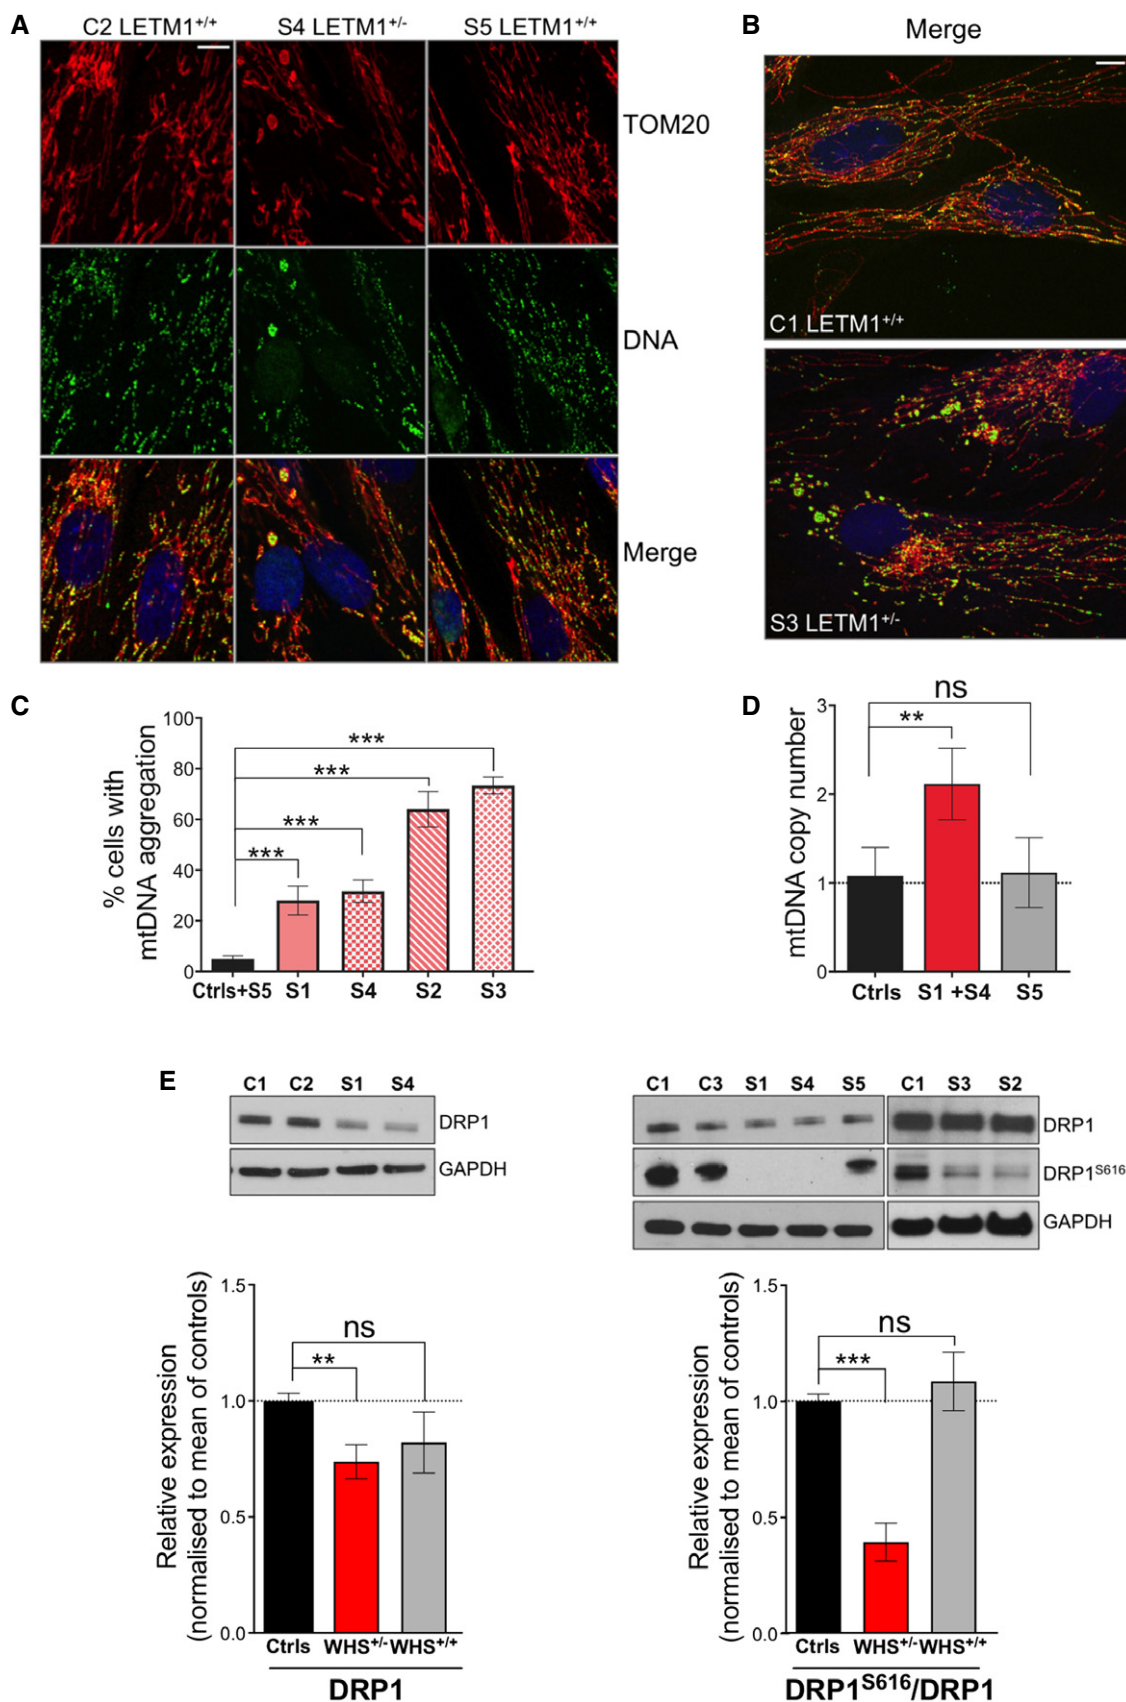 A
C2 LETM1+/+
S4 LETM1+/-
S5 LETM1+/+
TOM20
DNA
Merge
B
Merge
C1 LETM1+/+
S3 LETM1+/-
C
% cells with
mtDNA aggregation
100
80
60
40
20
0
***
***
***
***
Ctrls+S5
S1
S4
S2
S3
D
mtDNA copy number
3
2
1
0
ns
**
Ctrls
S1 +S4
S5
E
C1 C2 S1 S4
DRP1
GAPDH
C1 C3 S1 S4 S5 C1 S3 S2
DRP1
DRP1S616
GAPDH
Relative expression
(normalised to mean of controls)
1.5
1.0
0.5
0.0
ns
**
Ctrls WHS+/- WHS+/+
DRP1
Relative expression
(normalised to mean of controls)
1.5
1.0
0.5
0.0
ns
***
Ctrls WHS+/- WHS+/+
DRP1S616/DRP1